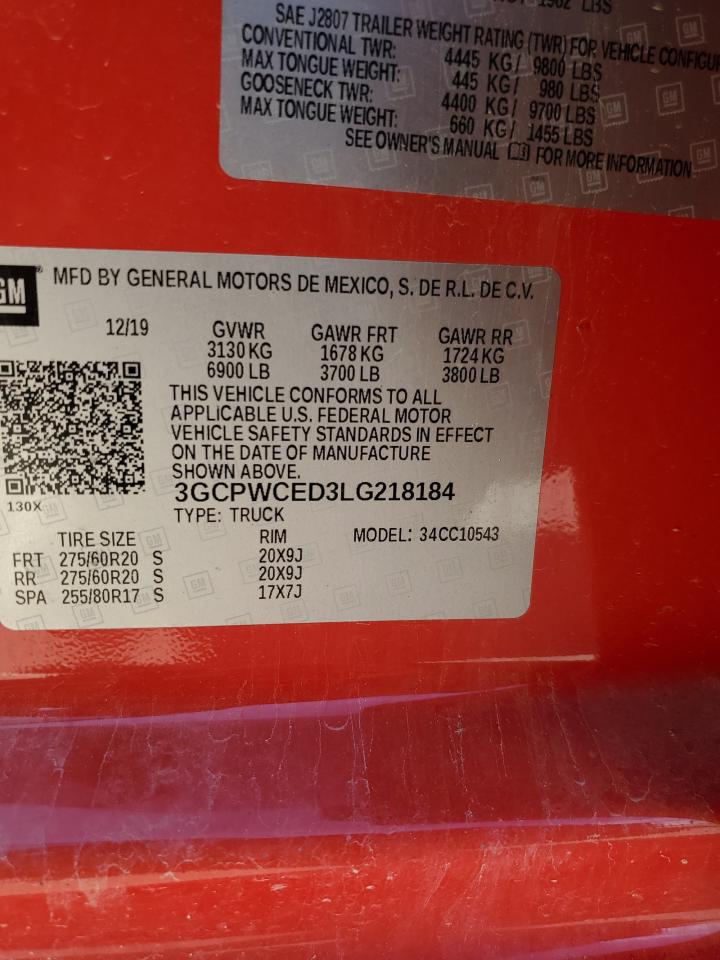 1962 LBS
SAE J2807 TRAILER WEIGHT RATING (TWR) FOR VEHICLE
CONVENTIONAL TWR: 4445 KG/ 9800 LBS
MAX TONGUE WEIGHT: 445 KG/ 980 LBS
GOOSENECK TWR: 4400 KG/ 9700 LBS
MAX TONGUE WEIGHT: 660 KG/ 1455 LBS
SEE OWNER'S MANUAL FOR MORE INFORMATION
GM ® MFD BY GENERAL MOTORS DE MEXICO, S. DE R.L. DE C.V.
12/19 GVWR GAWR FRT GAWR RR
3130 KG 1678 KG 1724 KG
6900 LB 3700 LB 3800 LB
THIS VEHICLE CONFORMS TO ALL
APPLICABLE U.S. FEDERAL MOTOR
VEHICLE SAFETY STANDARDS IN EFFECT
ON THE DATE OF MANUFACTURE
SHOWN ABOVE.
3GCPWCED3LG218184
130X
TYPE: TRUCK
TIRE SIZE RIM MODEL: 34CC10543
FRT 275/60R20 S 20X9J
RR 275/60R20 S 20X9J
SPA 255/80R17 S 17X7J